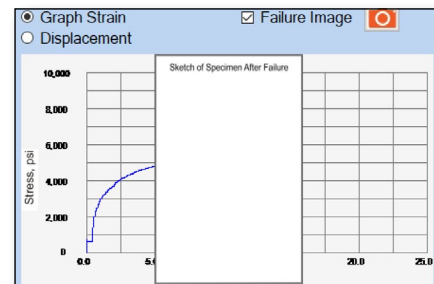 Graph Strain
Failure Image
Displacement
Sketch of Specimen After Failure
Stress, psi
10,000
8,000
6,000
4,000
2,000
0
0.0
5.
20.0
25.0